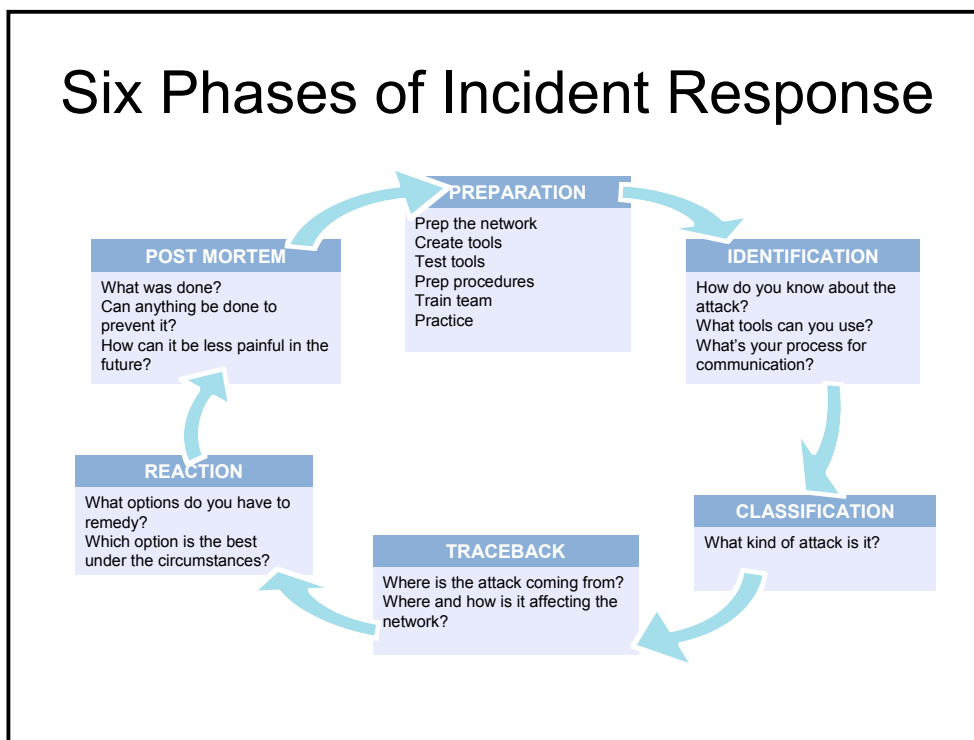 Six Phases of Incident Response
PREPARATION
Prep the network
Create tools
Test tools
Prep procedures
Train team
Practice
IDENTIFICATION
How do you know about the
attack?
What tools can you use?
What's your process for
communication?
CLASSIFICATION
What kind of attack is it?
TRACEBACK
Where is the attack coming from?
Where and how is it affecting the
network?
REACTION
What options do you have to
remedy?
Which option is the best
under the circumstances?
POST MORTEM
What was done?
Can anything be done to
prevent it?
How can it be less painful in the
future?